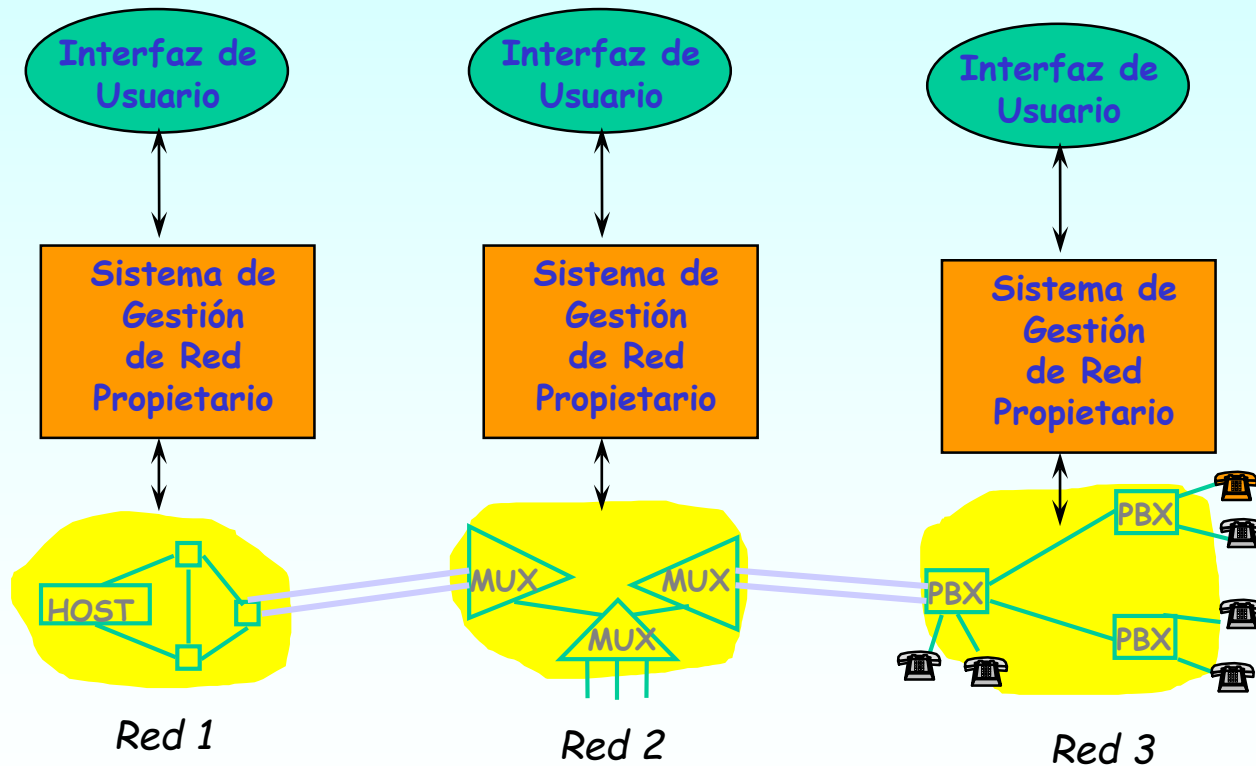 Interfaz de
Usuario
Interfaz de
Usuario
Interfaz de
Usuario
Sistema de
Gestión
de Red
Propietario
Sistema de
Gestión
de Red
Propietario
Sistema de
Gestión
de Red
Propietario
HOST
MUX
MUX
MUX
PBX
PBX
PBX
Red 1
Red 2
Red 3